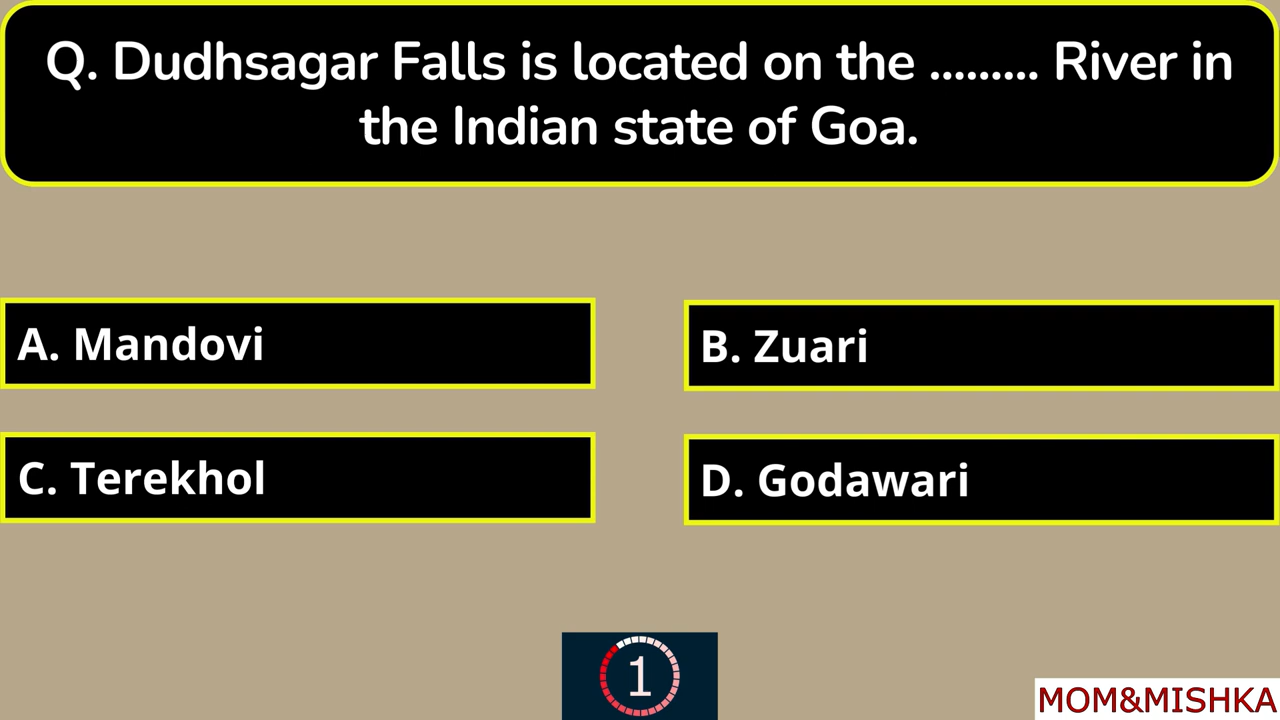 Q. Dudhsagar Falls is located on the ......... River in
the Indian state of Goa.
A. Mandovi
B. Zuari
C. Terekhol
D. Godawari
1
MOM&MISHKA